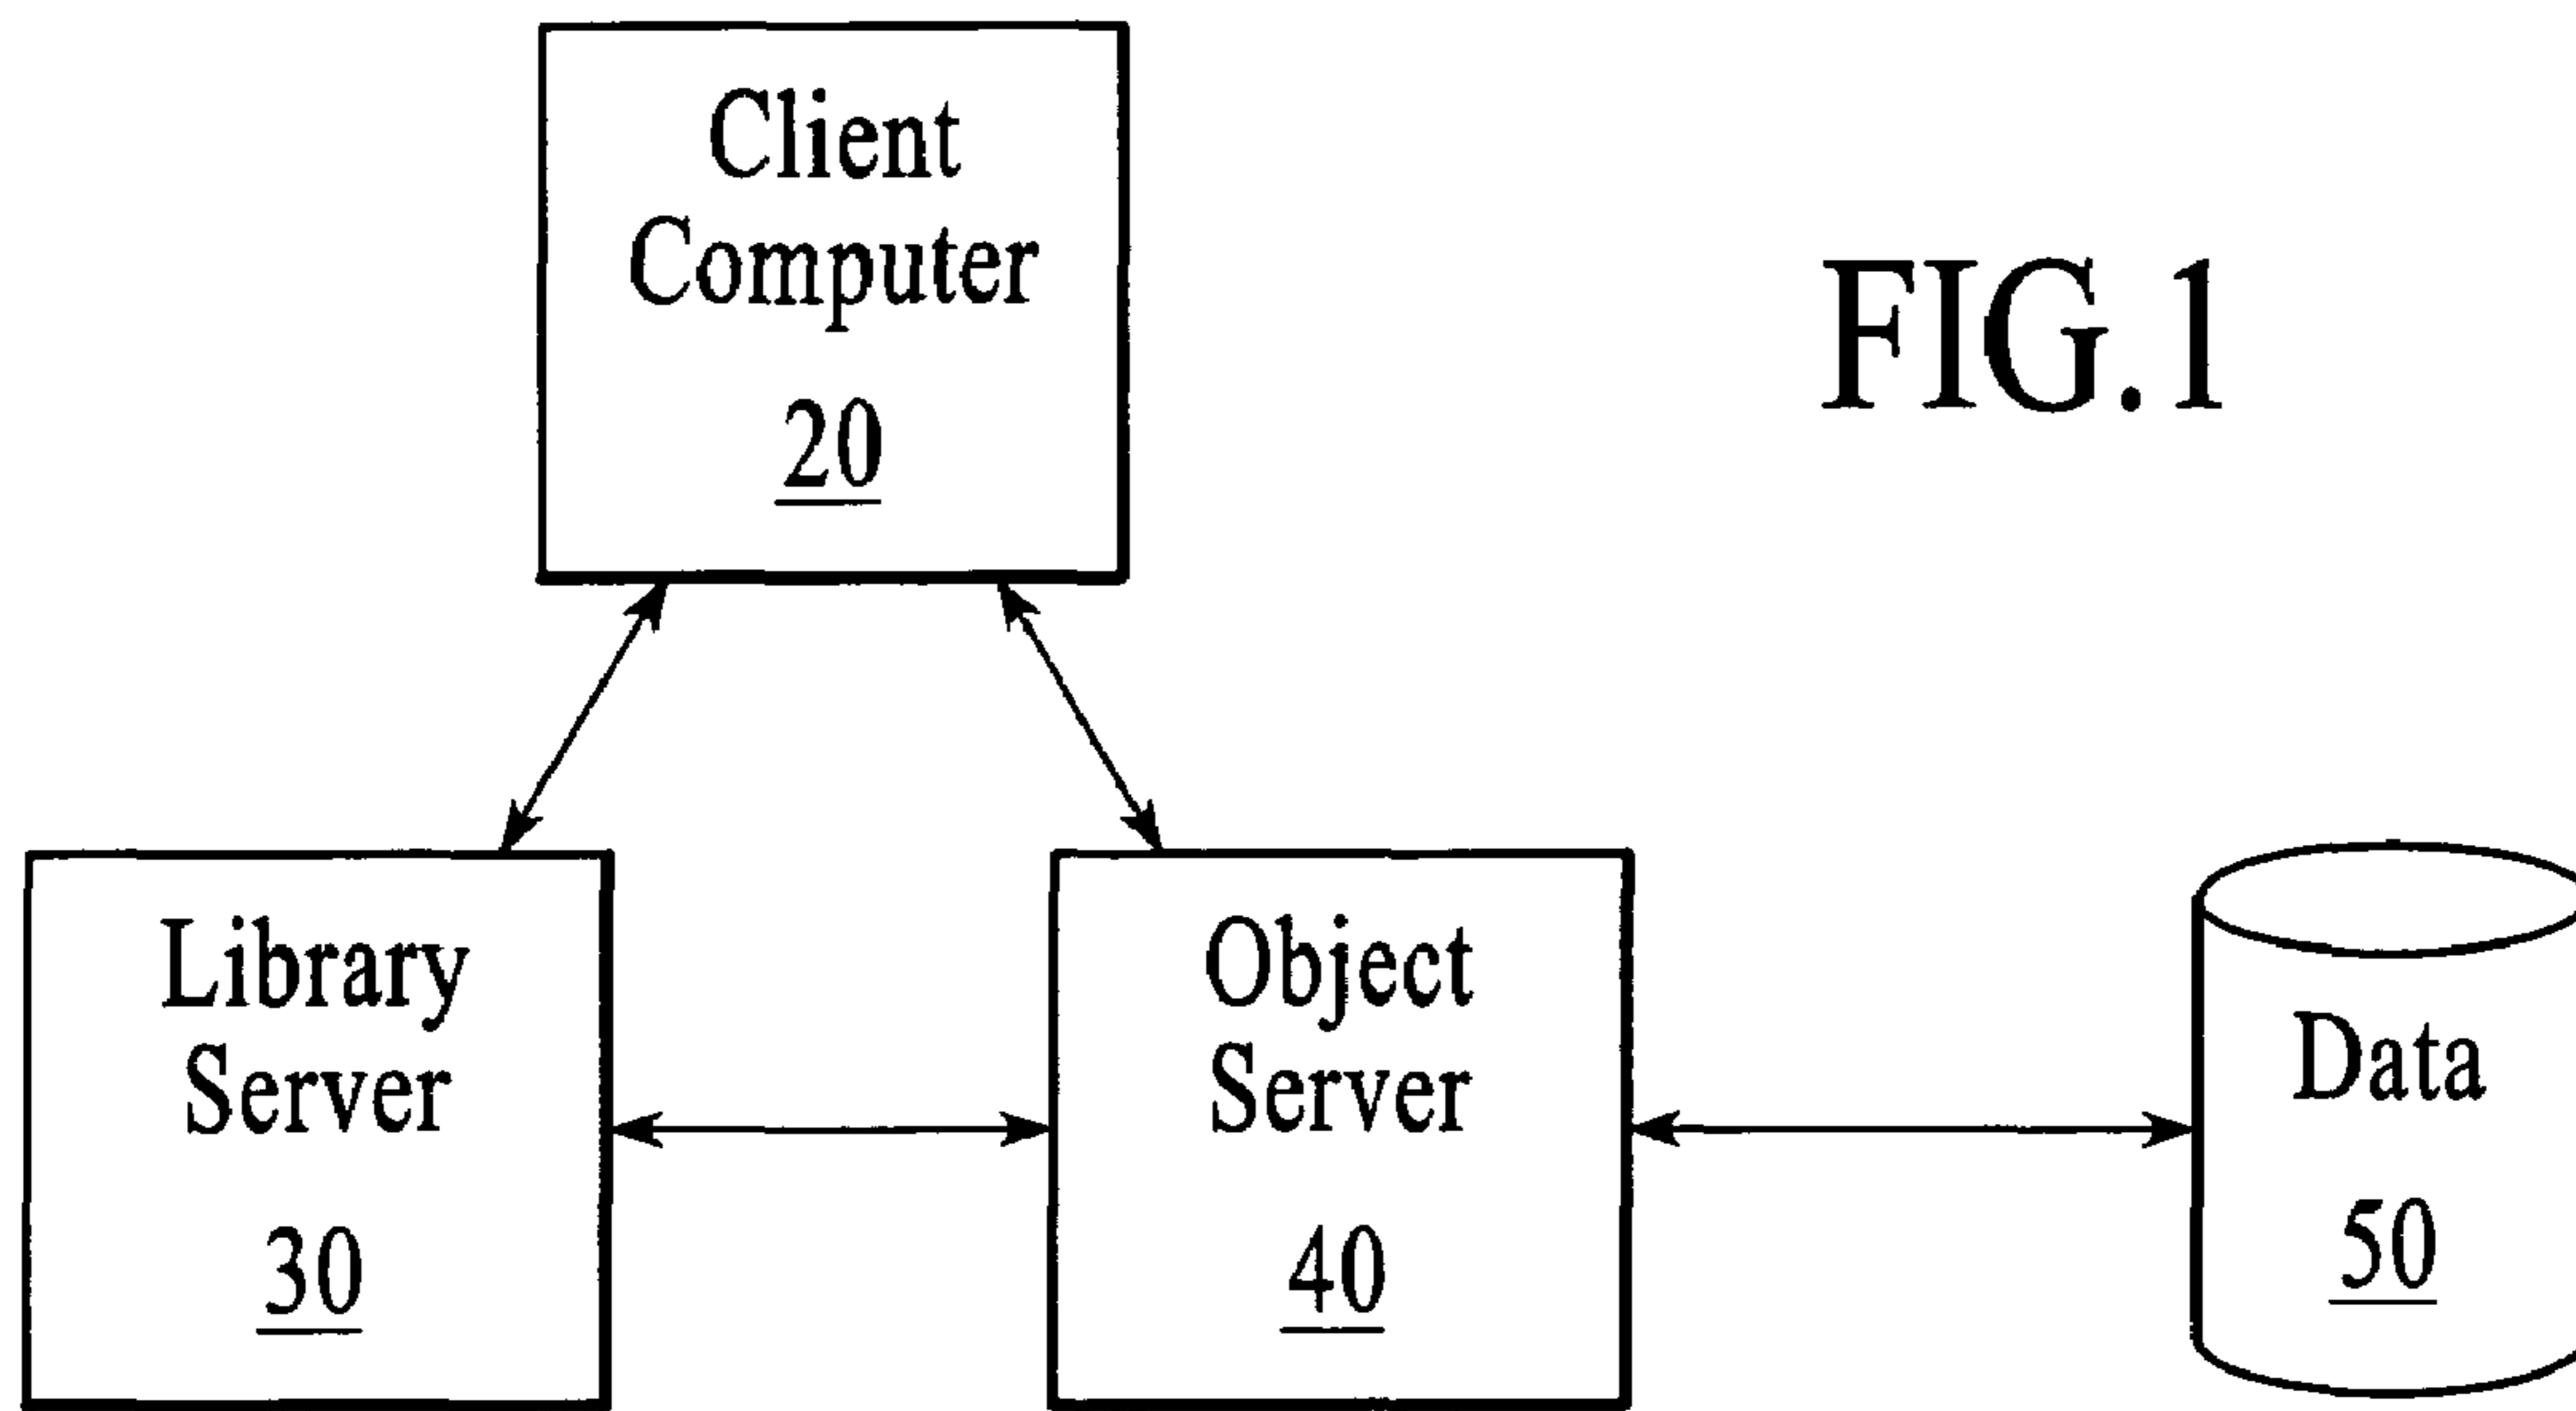 Client
Computer
20
FIG.1
Library
Server
30
Object
Server
40
Data
50